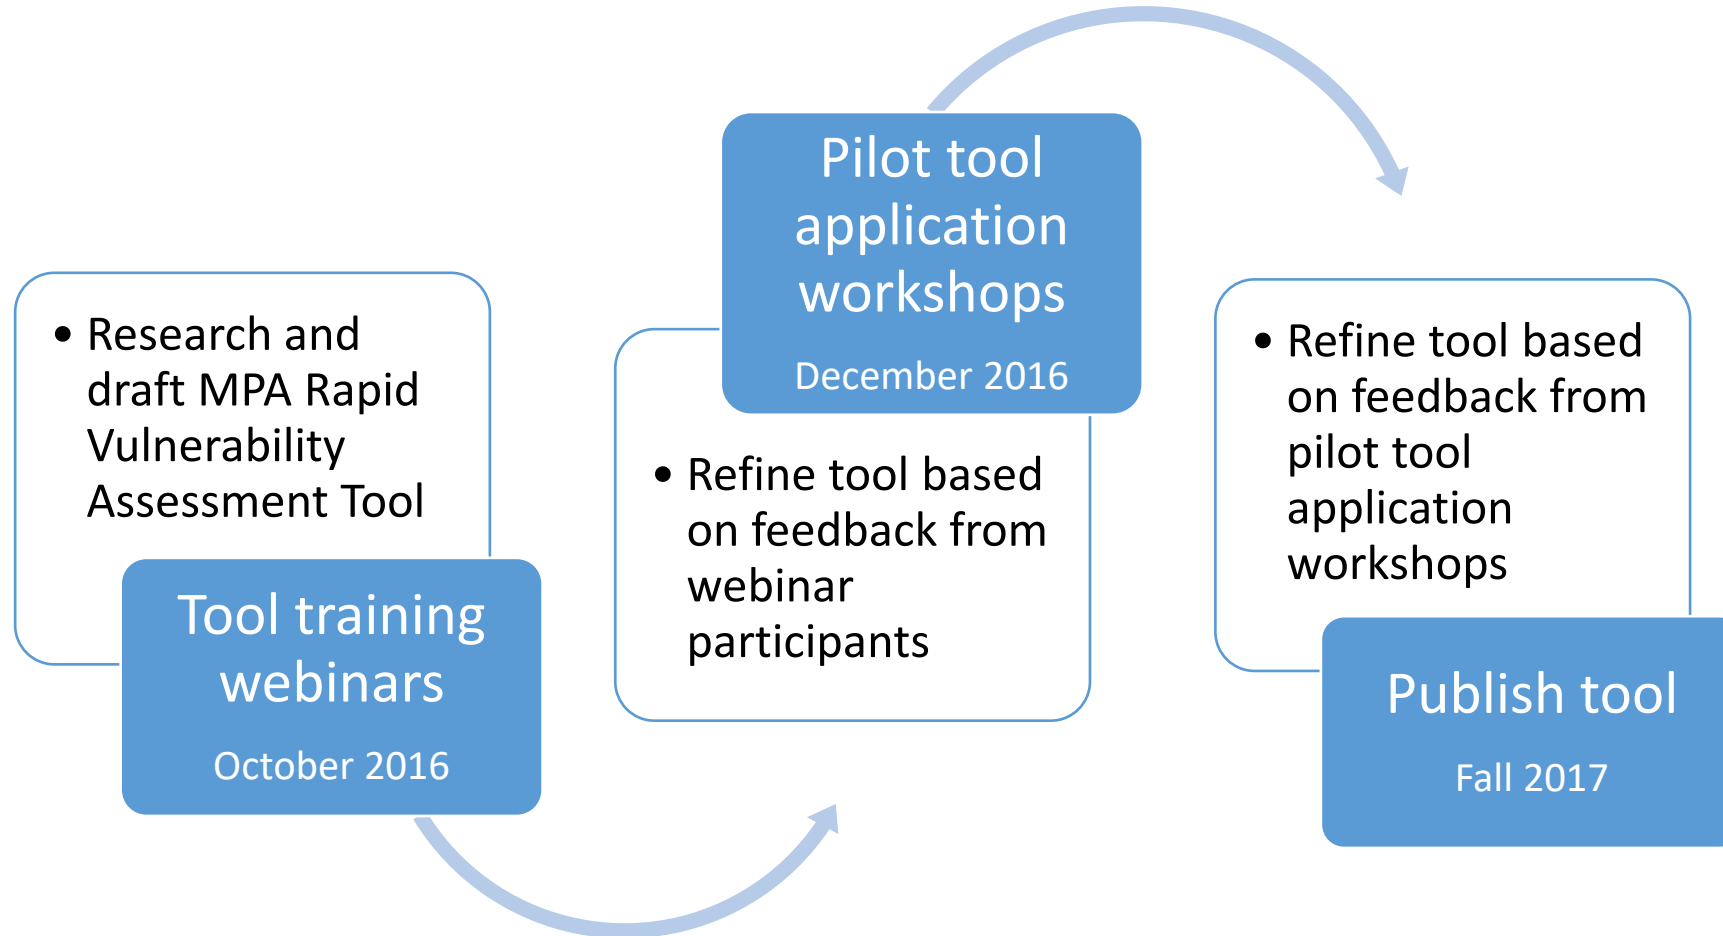 • Research and
draft MPA Rapid
Vulnerability
Assessment Tool
Tool training
webinars
October 2016
Pilot tool
application
workshops
December 2016
• Refine tool based
on feedback from
webinar
participants
• Refine tool based
on feedback from
pilot tool
application
workshops
Publish tool
Fall 2017